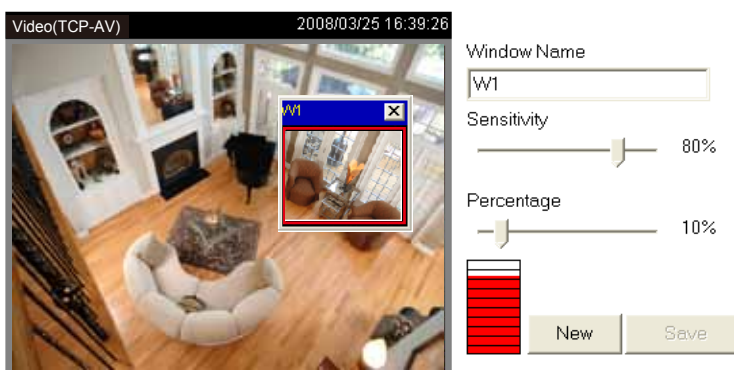 Video(TCP-AV) 2008/03/25 16:39:26
W1
Window Name
W1
Sensitivity
80%
Percentage
10%
New Save